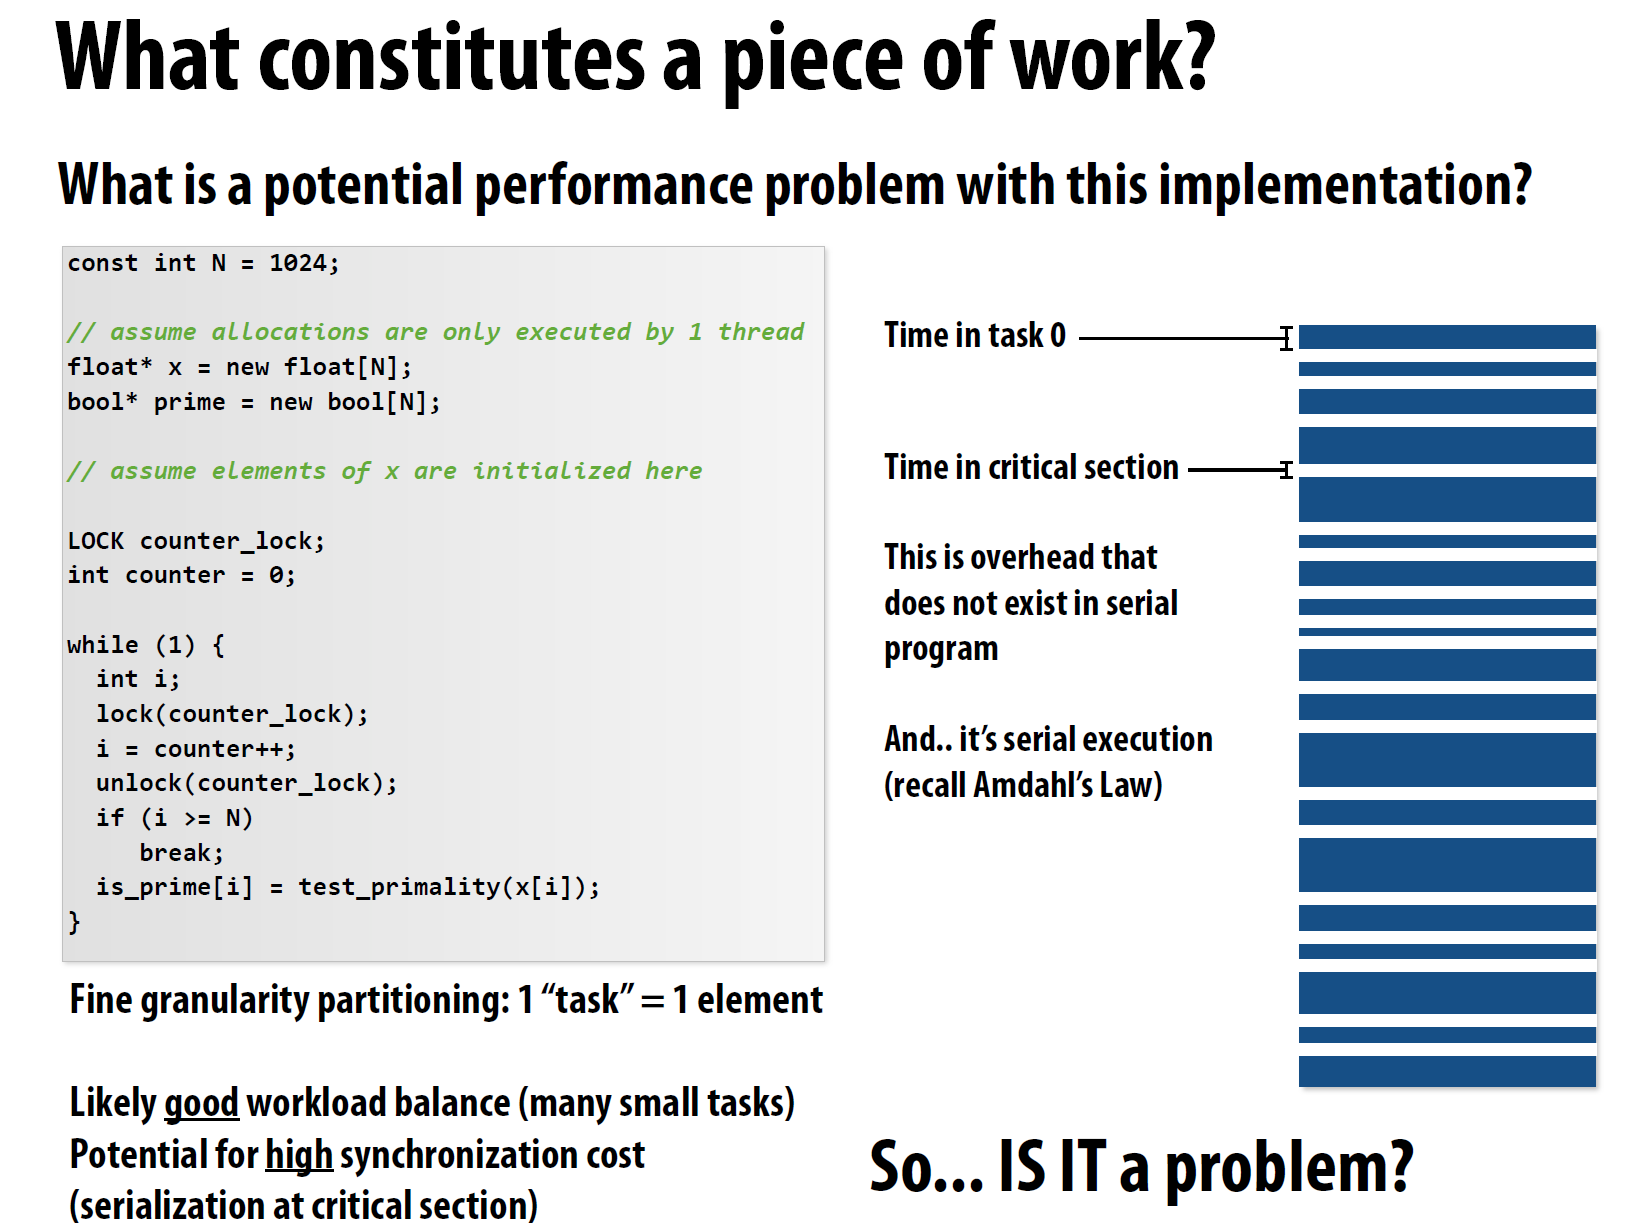 What constitutes a piece of work?
What is a potential performance problem with this implementation?
const int N = 1024;
// assume allocations are only executed by 1 thread
float* x = new float[N];
bool* prime = new bool[N];
// assume elements of x are initialized here
LOCK counter_lock;
int counter = 0;
while (1) {
  int i;
  lock(counter_lock);
  i = counter++;
  unlock(counter_lock);
  if (i >= N)
     break;
  is_prime[i] = test_primality(x[i]);
}
Fine granularity partitioning: 1 “task” = 1 element
Likely good workload balance (many small tasks)
Potential for high synchronization cost
(serialization at critical section)
Time in task 0
Time in critical section
This is overhead that
does not exist in serial
program
And.. it’s serial execution
(recall Amdahl’s Law)
So... IS IT a problem?